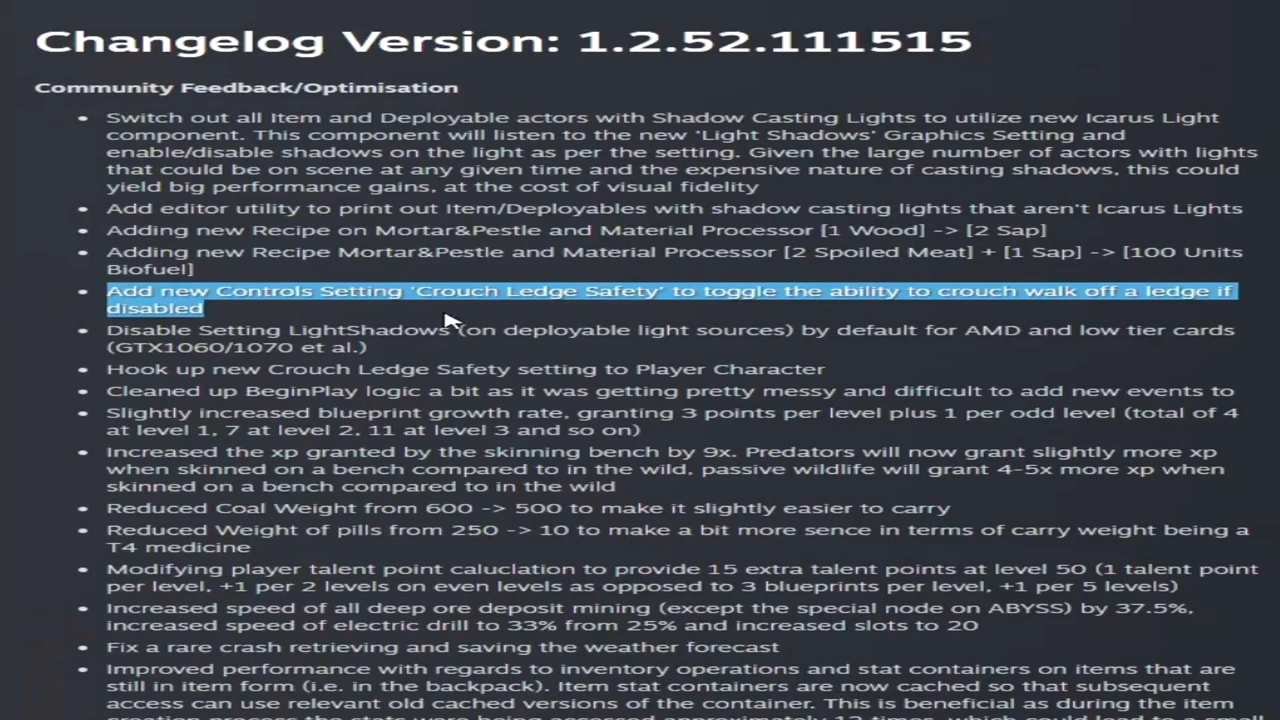 Changelog Version: 1.2.52.111515
Community Feedback/Optimisation
• Switch out all Item and Deployable actors with Shadow Casting Lights to utilize new Icarus Light
component. This component will listen to the new 'Light Shadows' Graphics Setting and
enable/disable shadows on the light as per the setting. Given the large number of actors with lights
that could be on scene at any given time and the expensive nature of casting shadows, this could
yield big performance gains, at the cost of visual fidelity
• Add editor utility to print out Item/Deployables with shadow casting lights that aren't Icarus Lights
• Adding new Recipe on Mortar&Pestle and Material Processor [1 Wood] -> [2 Sap]
• Adding new Recipe Mortar&Pestle and Material Processor [2 Spoiled Meat] + [1 Sap] -> [100 Units
Biofuel]
• Add new Controls Setting 'Crouch Ledge Safety' to toggle the ability to crouch walk off a ledge if
disabled
• Disable Setting LightShadows (on deployable light sources) by default for AMD and low tier cards
(GTX1060/1070 et al.)
• Hook up new Crouch Ledge Safety setting to Player Character
• Cleaned up BeginPlay logic a bit as it was getting pretty messy and difficult to add new events to
• Slightly increased blueprint growth rate, granting 3 points per level plus 1 per odd level (total of 4
at level 1, 7 at level 2, 11 at level 3 and so on)
• Increased the xp granted by the skinning bench by 9x. Predators will now grant slightly more xp
when skinned on a bench compared to in the wild, passive wildlife will grant 4-5x more xp when
skinned on a bench compared to in the wild
• Reduced Coal Weight from 600 -> 500 to make it slightly easier to carry
• Reduced Weight of pills from 250 -> 10 to make a bit more sence in terms of carry weight being a
T4 medicine
• Modifying player talent point caluclation to provide 15 extra talent points at level 50 (1 talent point
per level, +1 per 2 levels on even levels as opposed to 3 blueprints per level, +1 per 5 levels)
• Increased speed of all deep ore deposit mining (except the special node on ABYSS) by 37.5%,
increased speed of electric drill to 33% from 25% and increased slots to 20
• Fix a rare crash retrieving and saving the weather forecast
• Improved performance with regards to inventory operations and stat containers on items that are
still in item form (i.e. in the backpack). Item stat containers are now cached so that subsequent
access can use relevant old cached versions of the container. This is beneficial as during the item